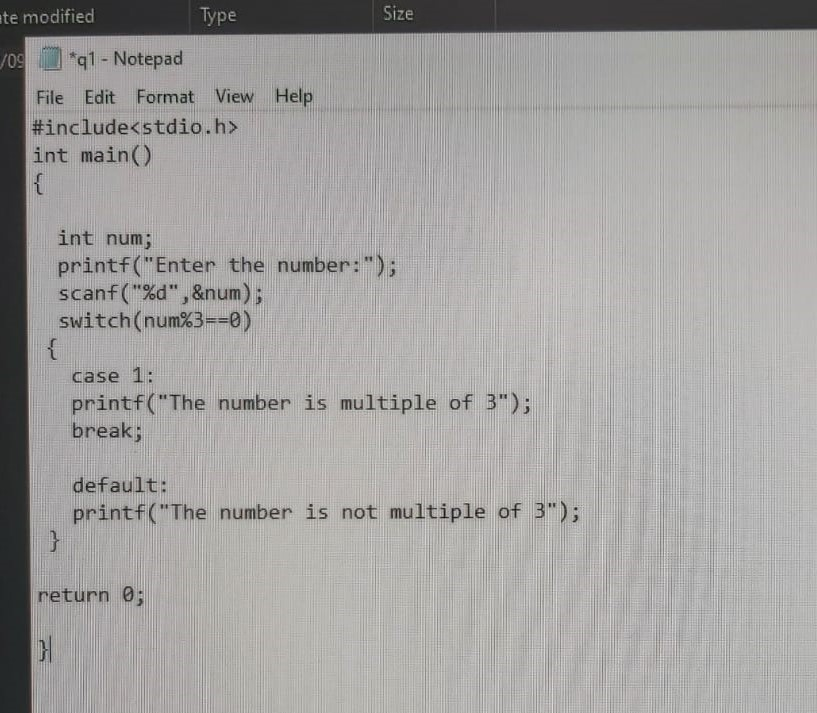 ate modified Type Size
/09
*q1 - Notepad
File Edit Format View Help
#include<stdio.h>
int main()
{
int num;
printf("Enter the number:");
scanf("%d",&num);
switch(num%3==0)
{
case 1:
printf("The number is multiple of 3");
break;
default:
printf("The number is not multiple of 3");
}
return 0;
}